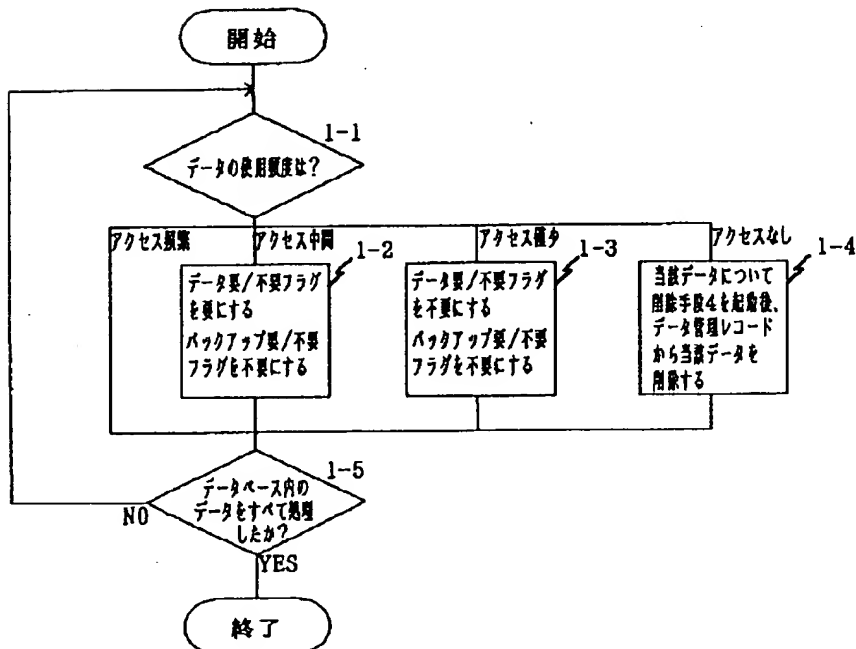 開始
1-1
データの使用頻度は?
アクセス頻繁
アクセス中間
アクセス極少
アクセスなし
1-2
データ要/不要フラグ
を要にする
バックアップ要/不要
フラグを不要にする
1-3
データ要/不要フラグ
を不要にする
バックアップ要/不要
フラグを不要にする
1-4
当該データについて
削除手段4を起動後、
データ管理レコード
から当該データを
削除する
1-5
データベース内の
データをすべて処理
したか?
NO
YES
終了